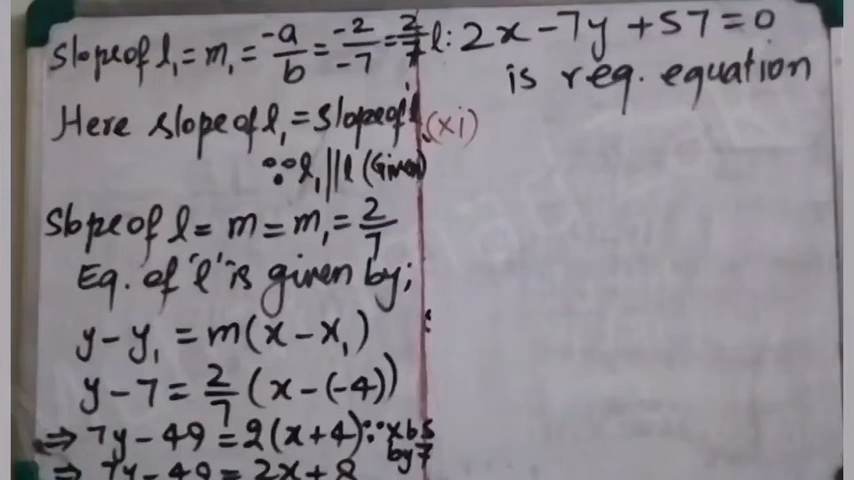 Slope of l₁ = m₁ = -a/b = -2/-7 = 2/7
Here slope of l₁ = slope of 'l'
∵ l₁ || l (Given)
Slope of l = m = m₁ = 2/7
Eq. of 'l' is given by;
y - y₁ = m(x - x₁)
y - 7 = 2/7 (x - (-4))
⇒ 7y - 49 = 2(x + 4) ∵ x b s
by 7
⇒ 7y - 49 = 2x + 8
l: 2x - 7y + 57 = 0
is req. equation
(xi)